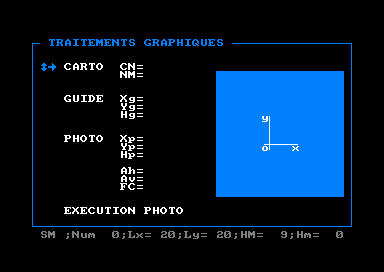 TRAITEMENTS GRAPHIQUES
CARTO CN=
NM=
GUIDE Xg=
Yg=
Hg=
y
o x
PHOTO Xp=
Yp=
Hp=
Ah=
Av=
FC=
EXECUTION PHOTO
SM ;Num 0;Lx= 20;Ly= 20;HM= 9;Hm= 0